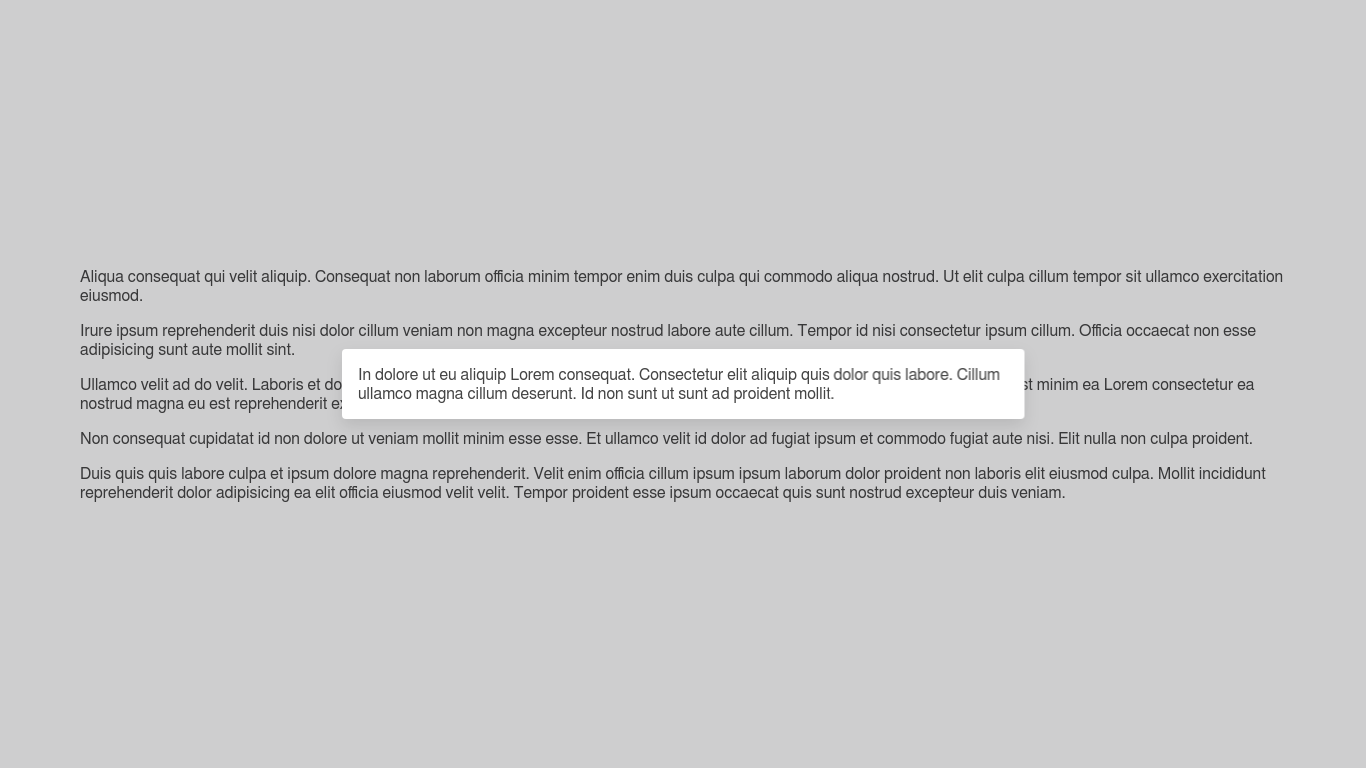 Aliqua consequat qui velit aliquip. Consequat non laborum officia minim tempor enim duis culpa qui commodo aliqua nostrud. Ut elit culpa cillum tempor sit ullamco exercitation
eiusmod.
Irure ipsum reprehenderit duis nisi dolor cillum veniam non magna excepteur nostrud labore aute cillum. Tempor id nisi consectetur ipsum cillum. Officia occaecat non esse
adipisicing sunt aute mollit sint.
Ullamco velit ad do velit. Laboris et minim ea Lorem consectetur ea
nostrud magna eu est reprehenderit
In dolore ut eu aliquip Lorem consequat. Consectetur elit aliquip quis dolor quis labore. Cillum
ullamco magna cillum deserunt. Id non sunt ut sunt ad proident mollit.
Non consequat cupidatat id non dolore ut veniam mollit minim esse esse. Et ullamco velit id dolor ad fugiat ipsum et commodo fugiat aute nisi. Elit nulla non culpa proident.
Duis quis quis labore culpa et ipsum dolore magna reprehenderit. Velit enim officia cillum ipsum ipsum laborum dolor proident non laboris elit eiusmod culpa. Mollit incididunt
reprehenderit dolor adipisicing ea elit officia eiusmod velit velit. Tempor proident esse ipsum occaecat quis sunt nostrud excepteur duis veniam.